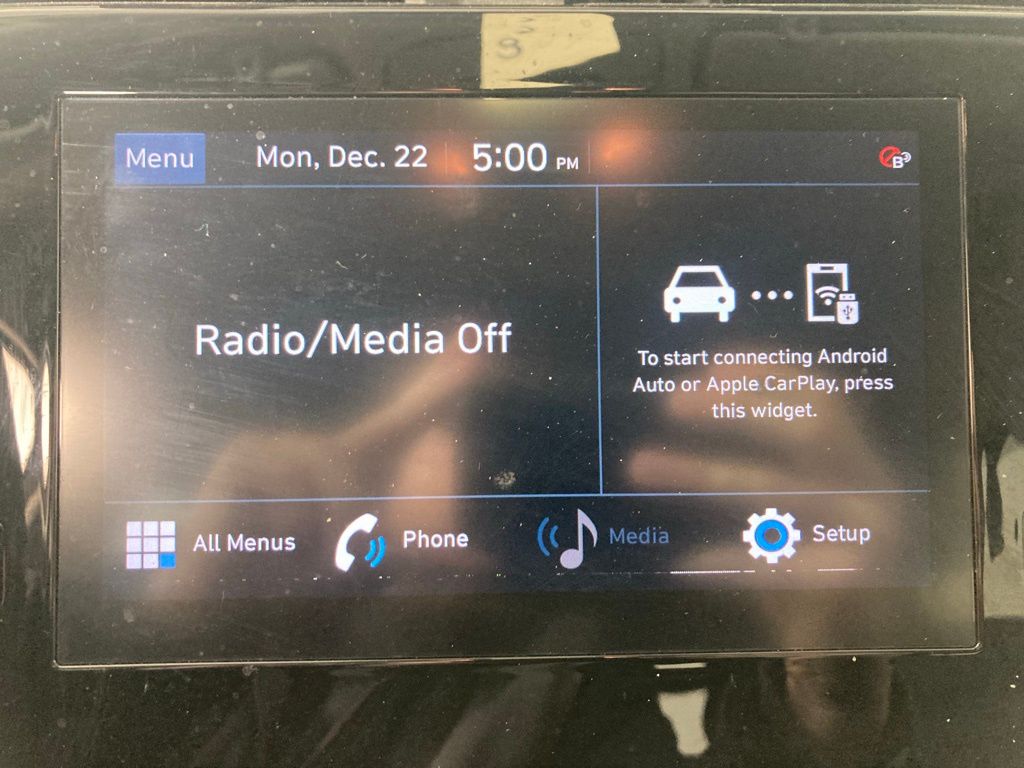 Menu
Mon, Dec. 22
5:00 PM
B
Radio/Media Off
To start connecting Android
Auto or Apple CarPlay, press
this widget.
All Menus
Phone
Media
Setup